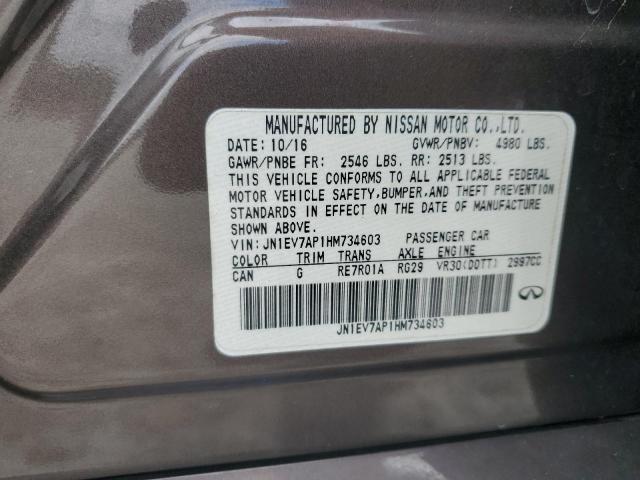 MANUFACTURED BY NISSAN MOTOR CO.,LTD.
DATE: 10/16 GVWR/PNBV: 4980 LBS.
GAWR/PNBE FR: 2546 LBS. RR: 2513 LBS.
THIS VEHICLE CONFORMS TO ALL APPLICABLE FEDERAL
MOTOR VEHICLE SAFETY, BUMPER, AND THEFT PREVENTION
STANDARDS IN EFFECT ON THE DATE OF MANUFACTURE
SHOWN ABOVE.
VIN: JN1EV7AP1HM734603 PASSENGER CAR
COLOR TRIM TRANS AXLE ENGINE
CAN G RE7R01A RG29 VR30(DDTT) 2997CC
JN1EV7AP1HM734603